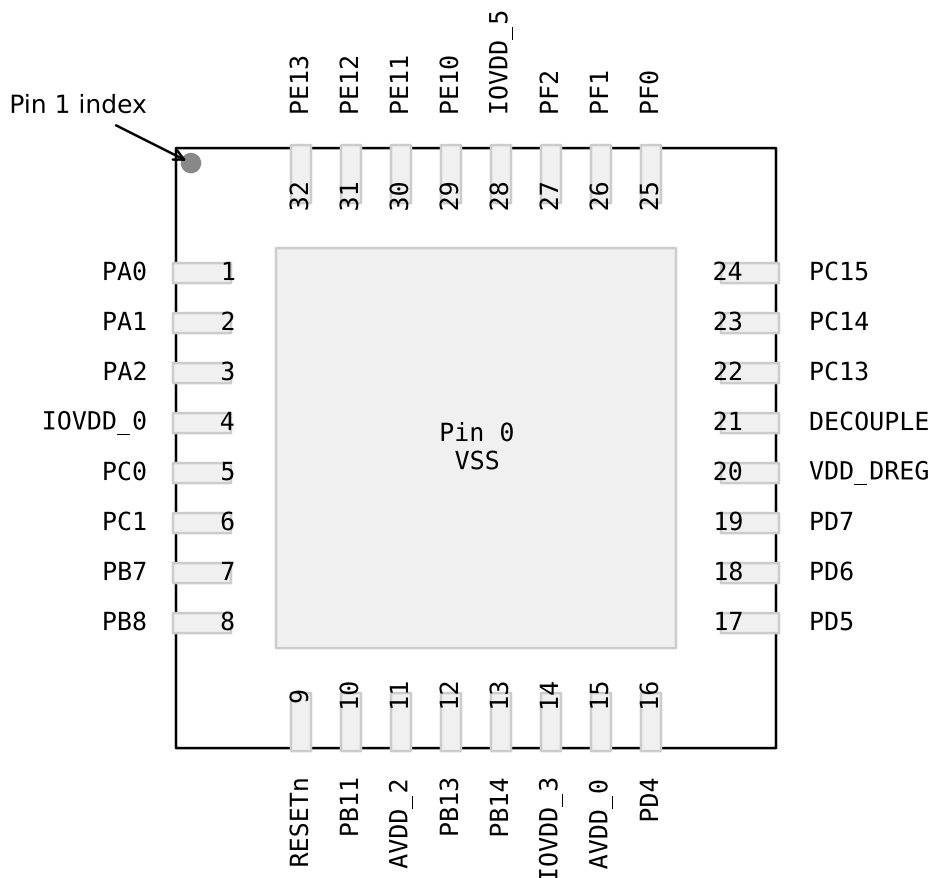 PE13
PE12
PE11
PE10
IOVDD_5
PF2
PF1
PF0
Pin 1 index
32
31
30
29
28
27
26
25
PA0 1
24 PC15
PA1 2
23 PC14
PA2 3
22 PC13
IOVDD_0 4
21 DECOUPLE
Pin 0
VSS
PC0 5
20 VDD_DREG
PC1 6
19 PD7
PB7 7
18 PD6
PB8 8
17 PD5
9
10
11
12
13
14
15
16
RESETn
PB11
AVDD_2
PB13
PB14
IOVDD_3
AVDD_0
PD4